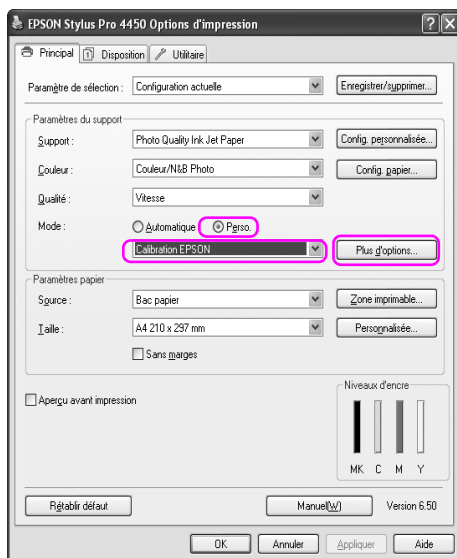 EPSON Stylus Pro 4450 Options d'impression
Principal Disposition Utilitaire
Paramètre de sélection : Configuration actuelle Enregistrer/supprimer...
Paramètres du support
Support : Photo Quality Ink Jet Paper Config. personnalisée...
Couleur : Couleur/N&B Photo Config. papier...
Qualité : Vitesse
Mode : Automatique Perso.
Calibration EPSON Plus d'options...
Paramètres papier
Source : Bac papier Zone imprimable...
Taille : A4 210 x 297 mm Personnalisée...
Sans marges
Aperçu avant impression
Niveaux d'encre
MK C M Y
Rétablir défaut Manuel(W) Version 6.50
OK Annuler Appliquer Aide